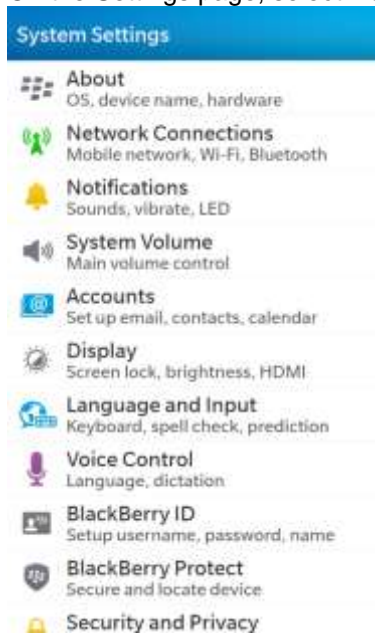 System Settings
About
OS, device name, hardware
Network Connections
Mobile network, Wi-Fi, Bluetooth
Notifications
Sounds, vibrate, LED
System Volume
Main volume control
Accounts
Set up email, contacts, calendar
Display
Screen lock, brightness, HDMI
Language and Input
Keyboard, spell check, prediction
Voice Control
Language, dictation
BlackBerry ID
Setup username, password, name
BlackBerry Protect
Secure and locate device
Security and Privacy